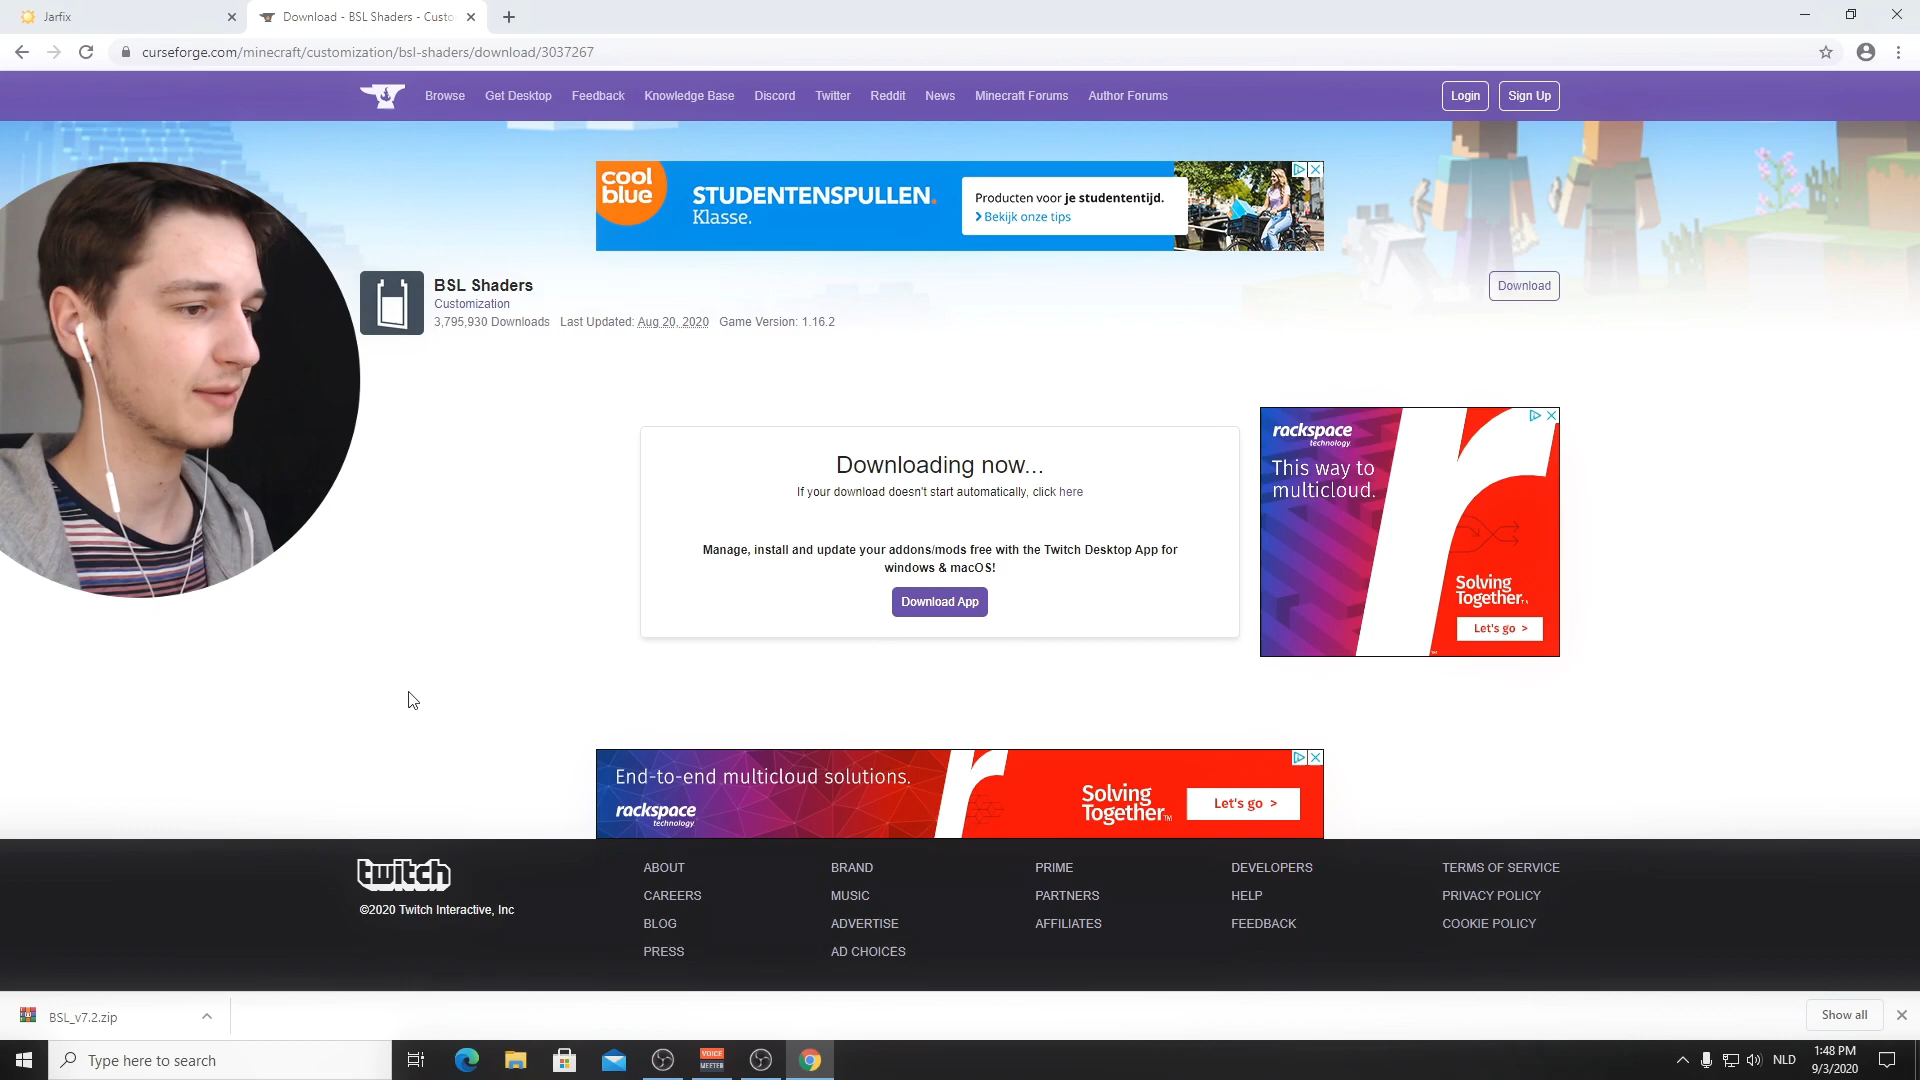 Jarfix
Download - BSL Shaders - Custo
curseforge.com/minecraft/customization/bsl-shaders/download/3037267
Browse Get Desktop Feedback Knowledge Base Discord Twitter Reddit News Minecraft Forums Author Forums
Login Sign Up
cool
blue
STUDENTENSPULLEN.
Klasse.
Producten voor je studententijd.
Bekijk onze tips
BSL Shaders
Customization
3,795,930 Downloads Last Updated: Aug 20, 2020 Game Version: 1.16.2
Download
Downloading now...
If your download doesn't start automatically, click here
Manage, install and update your addons/mods free with the Twitch Desktop App for
windows & macOS!
Download App
rackspace
technology.
This way to
multicloud.
Solving
Together™
Let's go >
End-to-end multicloud solutions.
rackspace
technology.
Solving
Together™
Let's go >
twitch
©2020 Twitch Interactive, Inc
ABOUT
CAREERS
BLOG
PRESS
BRAND
MUSIC
ADVERTISE
AD CHOICES
PRIME
PARTNERS
AFFILIATES
DEVELOPERS
HELP
FEEDBACK
TERMS OF SERVICE
PRIVACY POLICY
COOKIE POLICY
BSL_v7.2.zip
Show all
Type here to search
VOICE
MEETER
NLD
1:48 PM
9/3/2020